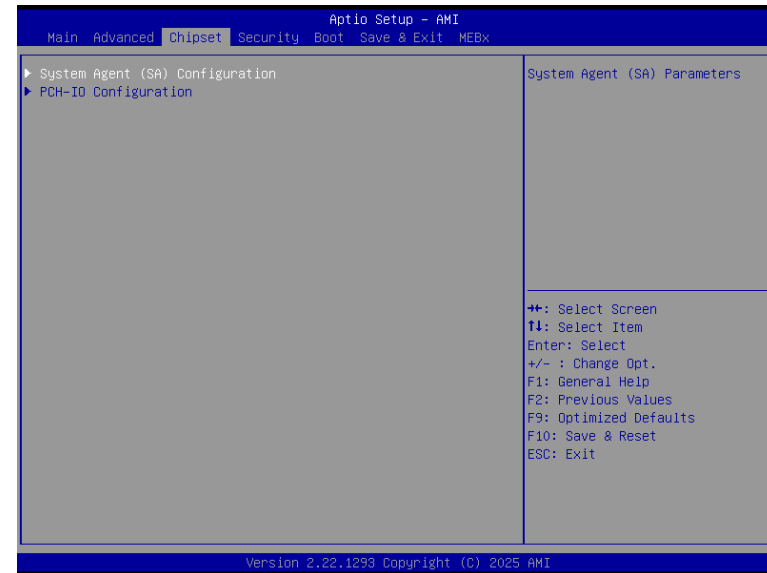 Aptio Setup – AMI
Main Advanced Chipset Security Boot Save & Exit MEBx
▶ System Agent (SA) Configuration
▶ PCH-IO Configuration
System Agent (SA) Parameters
→←: Select Screen
↑↓: Select Item
Enter: Select
+/- : Change Opt.
F1: General Help
F2: Previous Values
F9: Optimized Defaults
F10: Save & Reset
ESC: Exit
Version 2.22.1293 Copyright (C) 2025 AMI